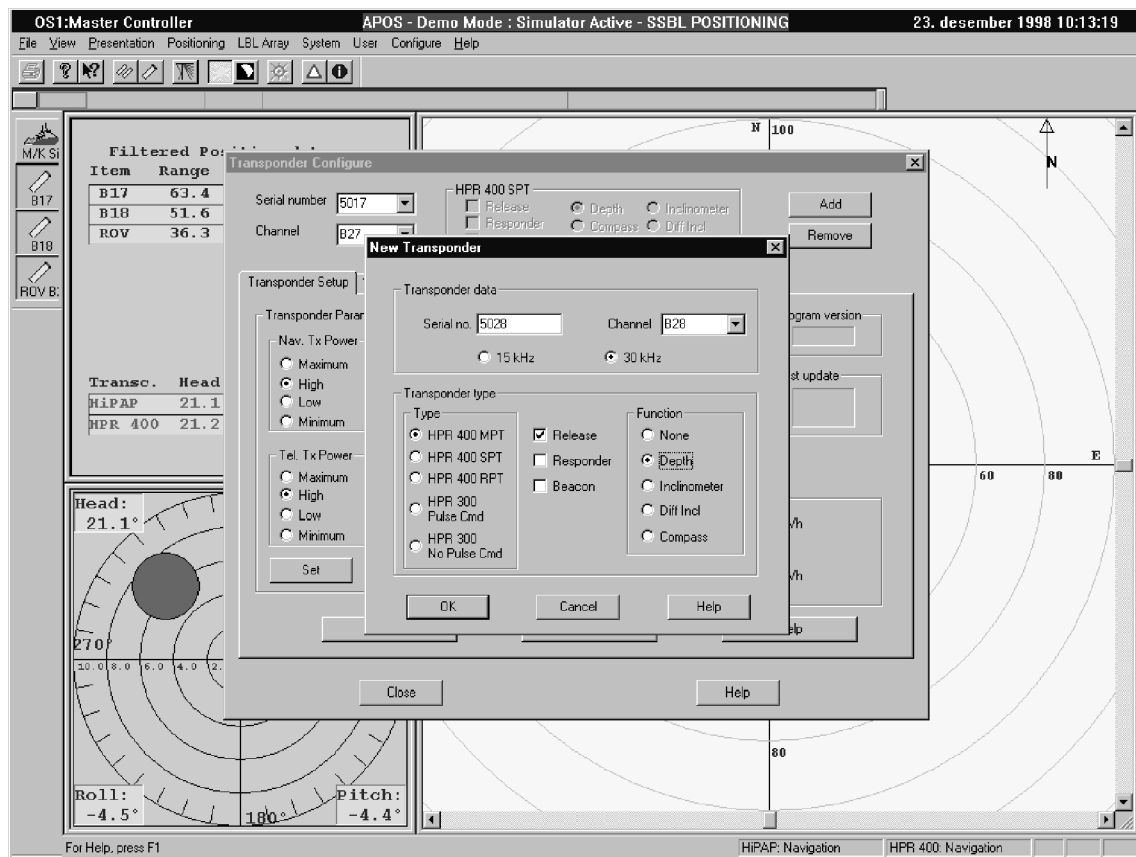 OS1:Master Controller APOS - Demo Mode : Simulator Active - SSBL POSITIONING 23. desember 1998 10:13:19
File View Presentation Positioning LBL Array System User Configure Help
M/K Si
B17
B18
ROV B:
Filtered Po
Item Range
B17 63.4
B18 51.6
ROV 36.3
Transc. Head
HiPAP 21.1
HPR 400 21.2
Head:
21.1°
270°
10.0 8.0 6.0 4.0 2.
180°
Roll:
-4.5°
Pitch:
-4.4°
N 100
N
E
60 80
80
Transponder Configure
Serial number 5017
Channel B27
HPR 400 SPT
Release
Responder
Depth Inclinometer
Compass Diff Incl
Add
Remove
Transponder Setup
Transponder Parar
Nav. Tx Power
Maximum
High
Low
Minimum
Tel. Tx Power
Maximum
High
Low
Minimum
Set
ogram version
st update
/h
/h
elp
Close Help
New Transponder
Transponder data
Serial no. 5028 Channel B28
15 kHz 30 kHz
Transponder type
Type
HPR 400 MPT
HPR 400 SPT
HPR 400 RPT
HPR 300
Pulse Cmd
HPR 300
No Pulse Cmd
Release
Responder
Beacon
Function
None
Depth
Inclinometer
Diff Incl
Compass
OK Cancel Help
For Help, press F1 HiPAP: Navigation HPR 400: Navigation